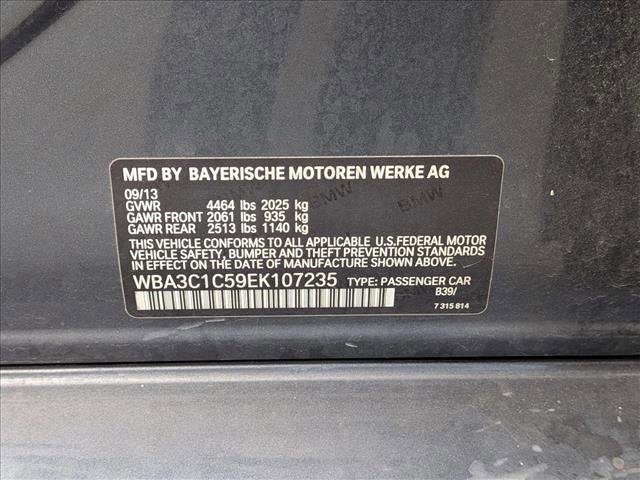 MFD BY BAYERISCHE MOTOREN WERKE AG
09/13
GVWR 4464 lbs 2025 kg
GAWR FRONT 2061 lbs 935 kg
GAWR REAR 2513 lbs 1140 kg
THIS VEHICLE CONFORMS TO ALL APPLICABLE U.S.FEDERAL MOTOR
VEHICLE SAFETY, BUMPER AND THEFT PREVENTION STANDARDS
IN EFFECT ON THE DATE OF MANUFACTURE SHOWN ABOVE.
WBA3C1C59EK107235 TYPE: PASSENGER CAR
B39/
7 315 814
BMW
BMW